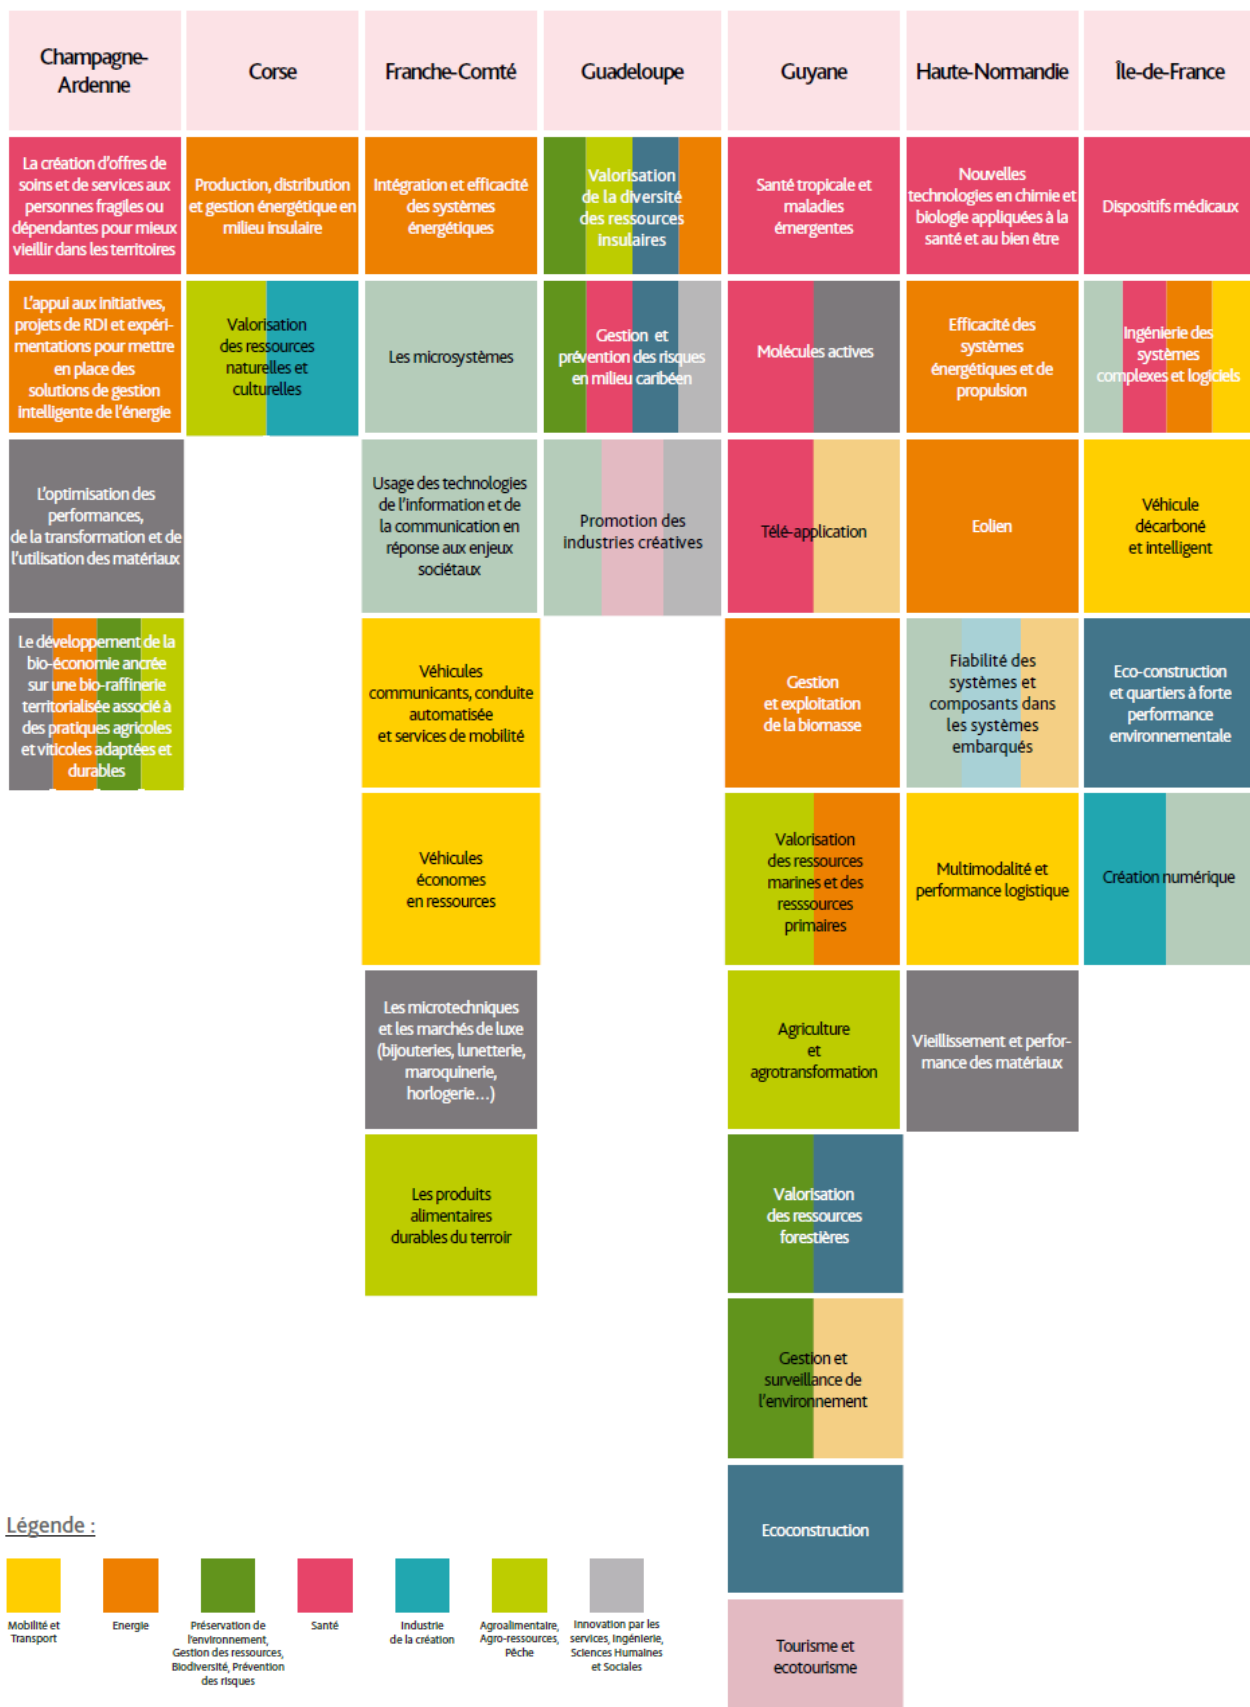 Champagne-
Ardenne
Corse
Franche-Comté
Guadeloupe
Guyane
Haute-Normandie
Île-de-France
La création d'offres de
soins et de services aux
personnes fragiles ou
dépendantes pour mieux
vieillir dans les territoires
Production, distribution
et gestion énergétique en
milieu insulaire
Intégration et efficacité
des systèmes
énergétiques
Valorisation
de la diversité
des ressources
insulaires
Santé tropicale et
maladies
émergentes
Nouvelles
technologies en chimie et
biologie appliquées à la
santé et au bien être
Dispositifs médicaux
L'appui aux initiatives,
projets de RDI et expéri-
mentations pour mettre
en place des
solutions de gestion
intelligente de l'énergie
Valorisation
des ressources
naturelles et
culturelles
Les microsystèmes
Gestion et
prévention des risques
en milieu caribéen
Molécules actives
Efficacité des
systèmes
énergétiques et de
propulsion
Ingénierie des
systèmes
complexes et logiciels
L'optimisation des
performances,
de la transformation et de
l'utilisation des matériaux
Usage des technologies
de l'information et de
la communication en
réponse aux enjeux
sociétaux
Promotion des
industries créatives
Télé-application
Eolien
Véhicule
décarboné
et intelligent
Le développement de la
bio-économie ancrée
sur une bio-raffinerie
territorialisée associé à
des pratiques agricoles
et viticoles adaptées et
durables
Véhicules
communicants, conduite
automatisée
et services de mobilité
Gestion
et exploitation
de la biomasse
Fiabilité des
systèmes et
composants dans
les systèmes
embarqués
Eco-construction
et quartiers à forte
performance
environnementale
Véhicules
économes
en ressources
Valorisation
des ressources
marines et des
resssources
primaires
Multimodalité et
performance logistique
Création numérique
Les microtechniques
et les marchés de luxe
(bijouteries, lunetterie,
maroquinerie,
horlogerie...)
Agriculture
et
agrotransformation
Vieillissement et perfor-
mance des matériaux
Les produits
alimentaires
durables du terroir
Valorisation
des ressources
forestières
Gestion et
surveillance de
l'environnement
Ecoconstruction
Tourisme et
ecotourisme
Légende :
Mobilité et
Transport
Energie
Préservation de
l'environnement,
Gestion des ressources,
Biodiversité, Prévention
des risques
Santé
Industrie
de la création
Agroalimentaire,
Agro-ressources,
Pêche
Innovation par les
services, Ingénierie,
Sciences Humaines
et Sociales